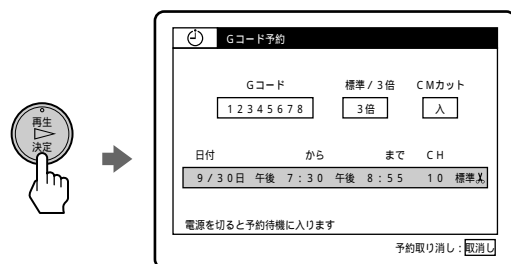 Gコード予約
Gコード 標準/3倍 CMカット
12345678 3倍 入
再生
決定
日付 から まで CH
9/30日 午後 7:30 午後 8:55 10 標準
電源を切ると予約待機に入ります
予約取り消し:取消し